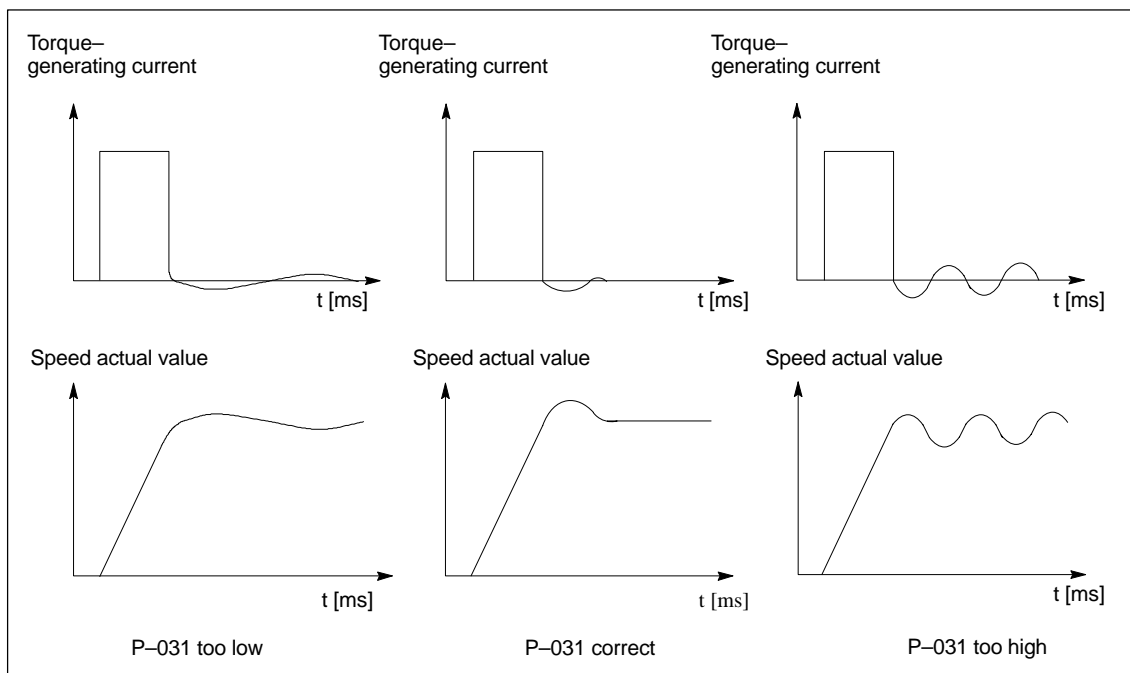 Torque–
generating current
Torque–
generating current
Torque–
generating current
t [ms]
t [ms]
t [ms]
Speed actual value
Speed actual value
Speed actual value
t [ms]
t [ms]
t [ms]
P–031 too low
P–031 correct
P–031 too high